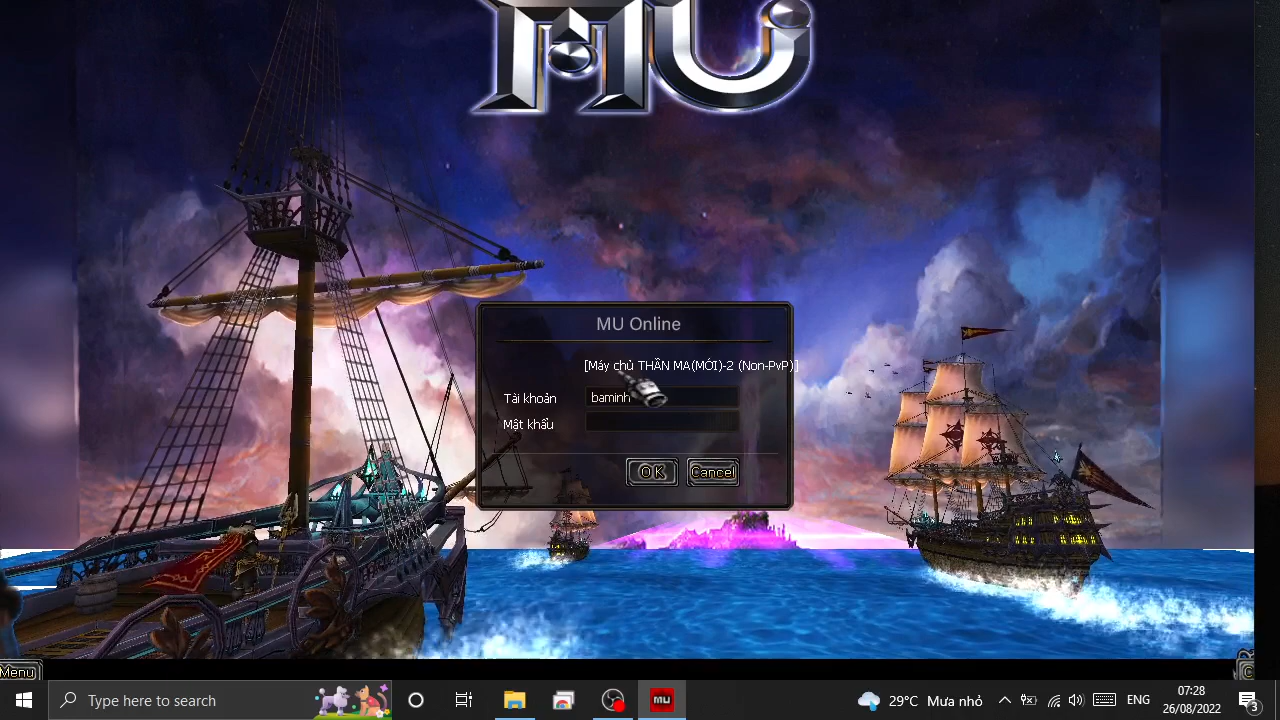 MU
MU Online
[Máy chủ THẦN MA(MỚI)-2 (Non-PvP)]
Tài khoản
baminh
Mật khẩu
OK
Cancel
Menu
Type here to search
MU
29°C Mưa nhỏ
ENG
07:28
26/08/2022
3